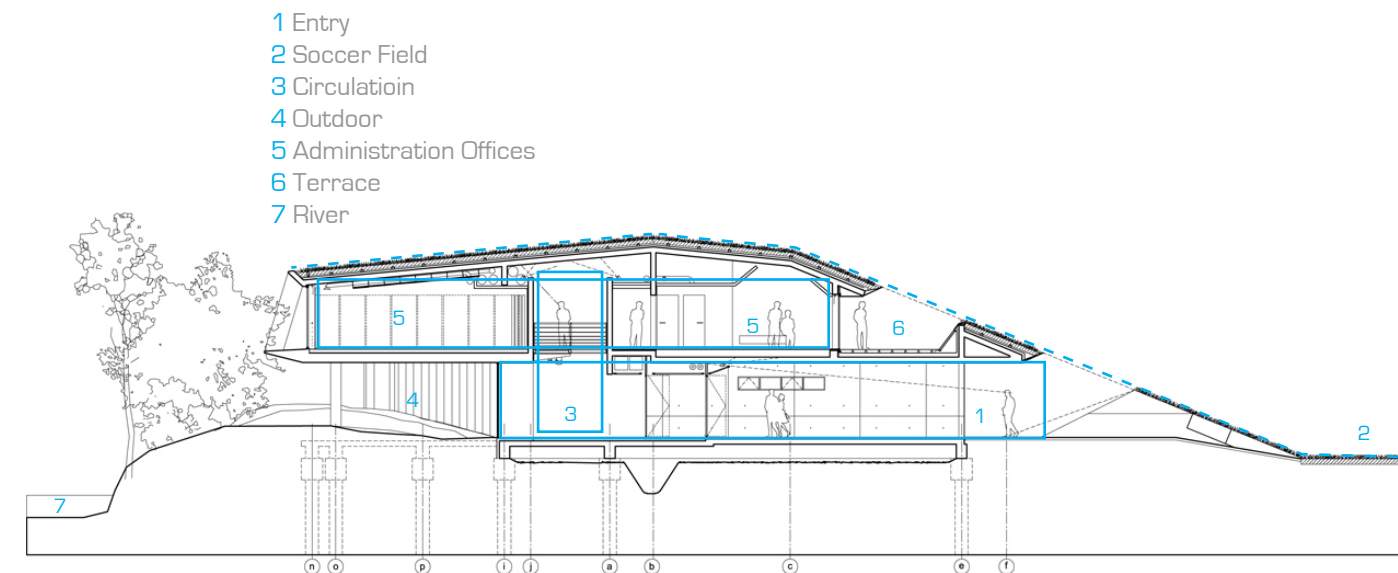 1 Entry
2 Soccer Field
3 Circulatioin
4 Outdoor
5 Administration Offices
6 Terrace
7 River
5
5
6
4
3
1
2
7
n o p i j a b c e f